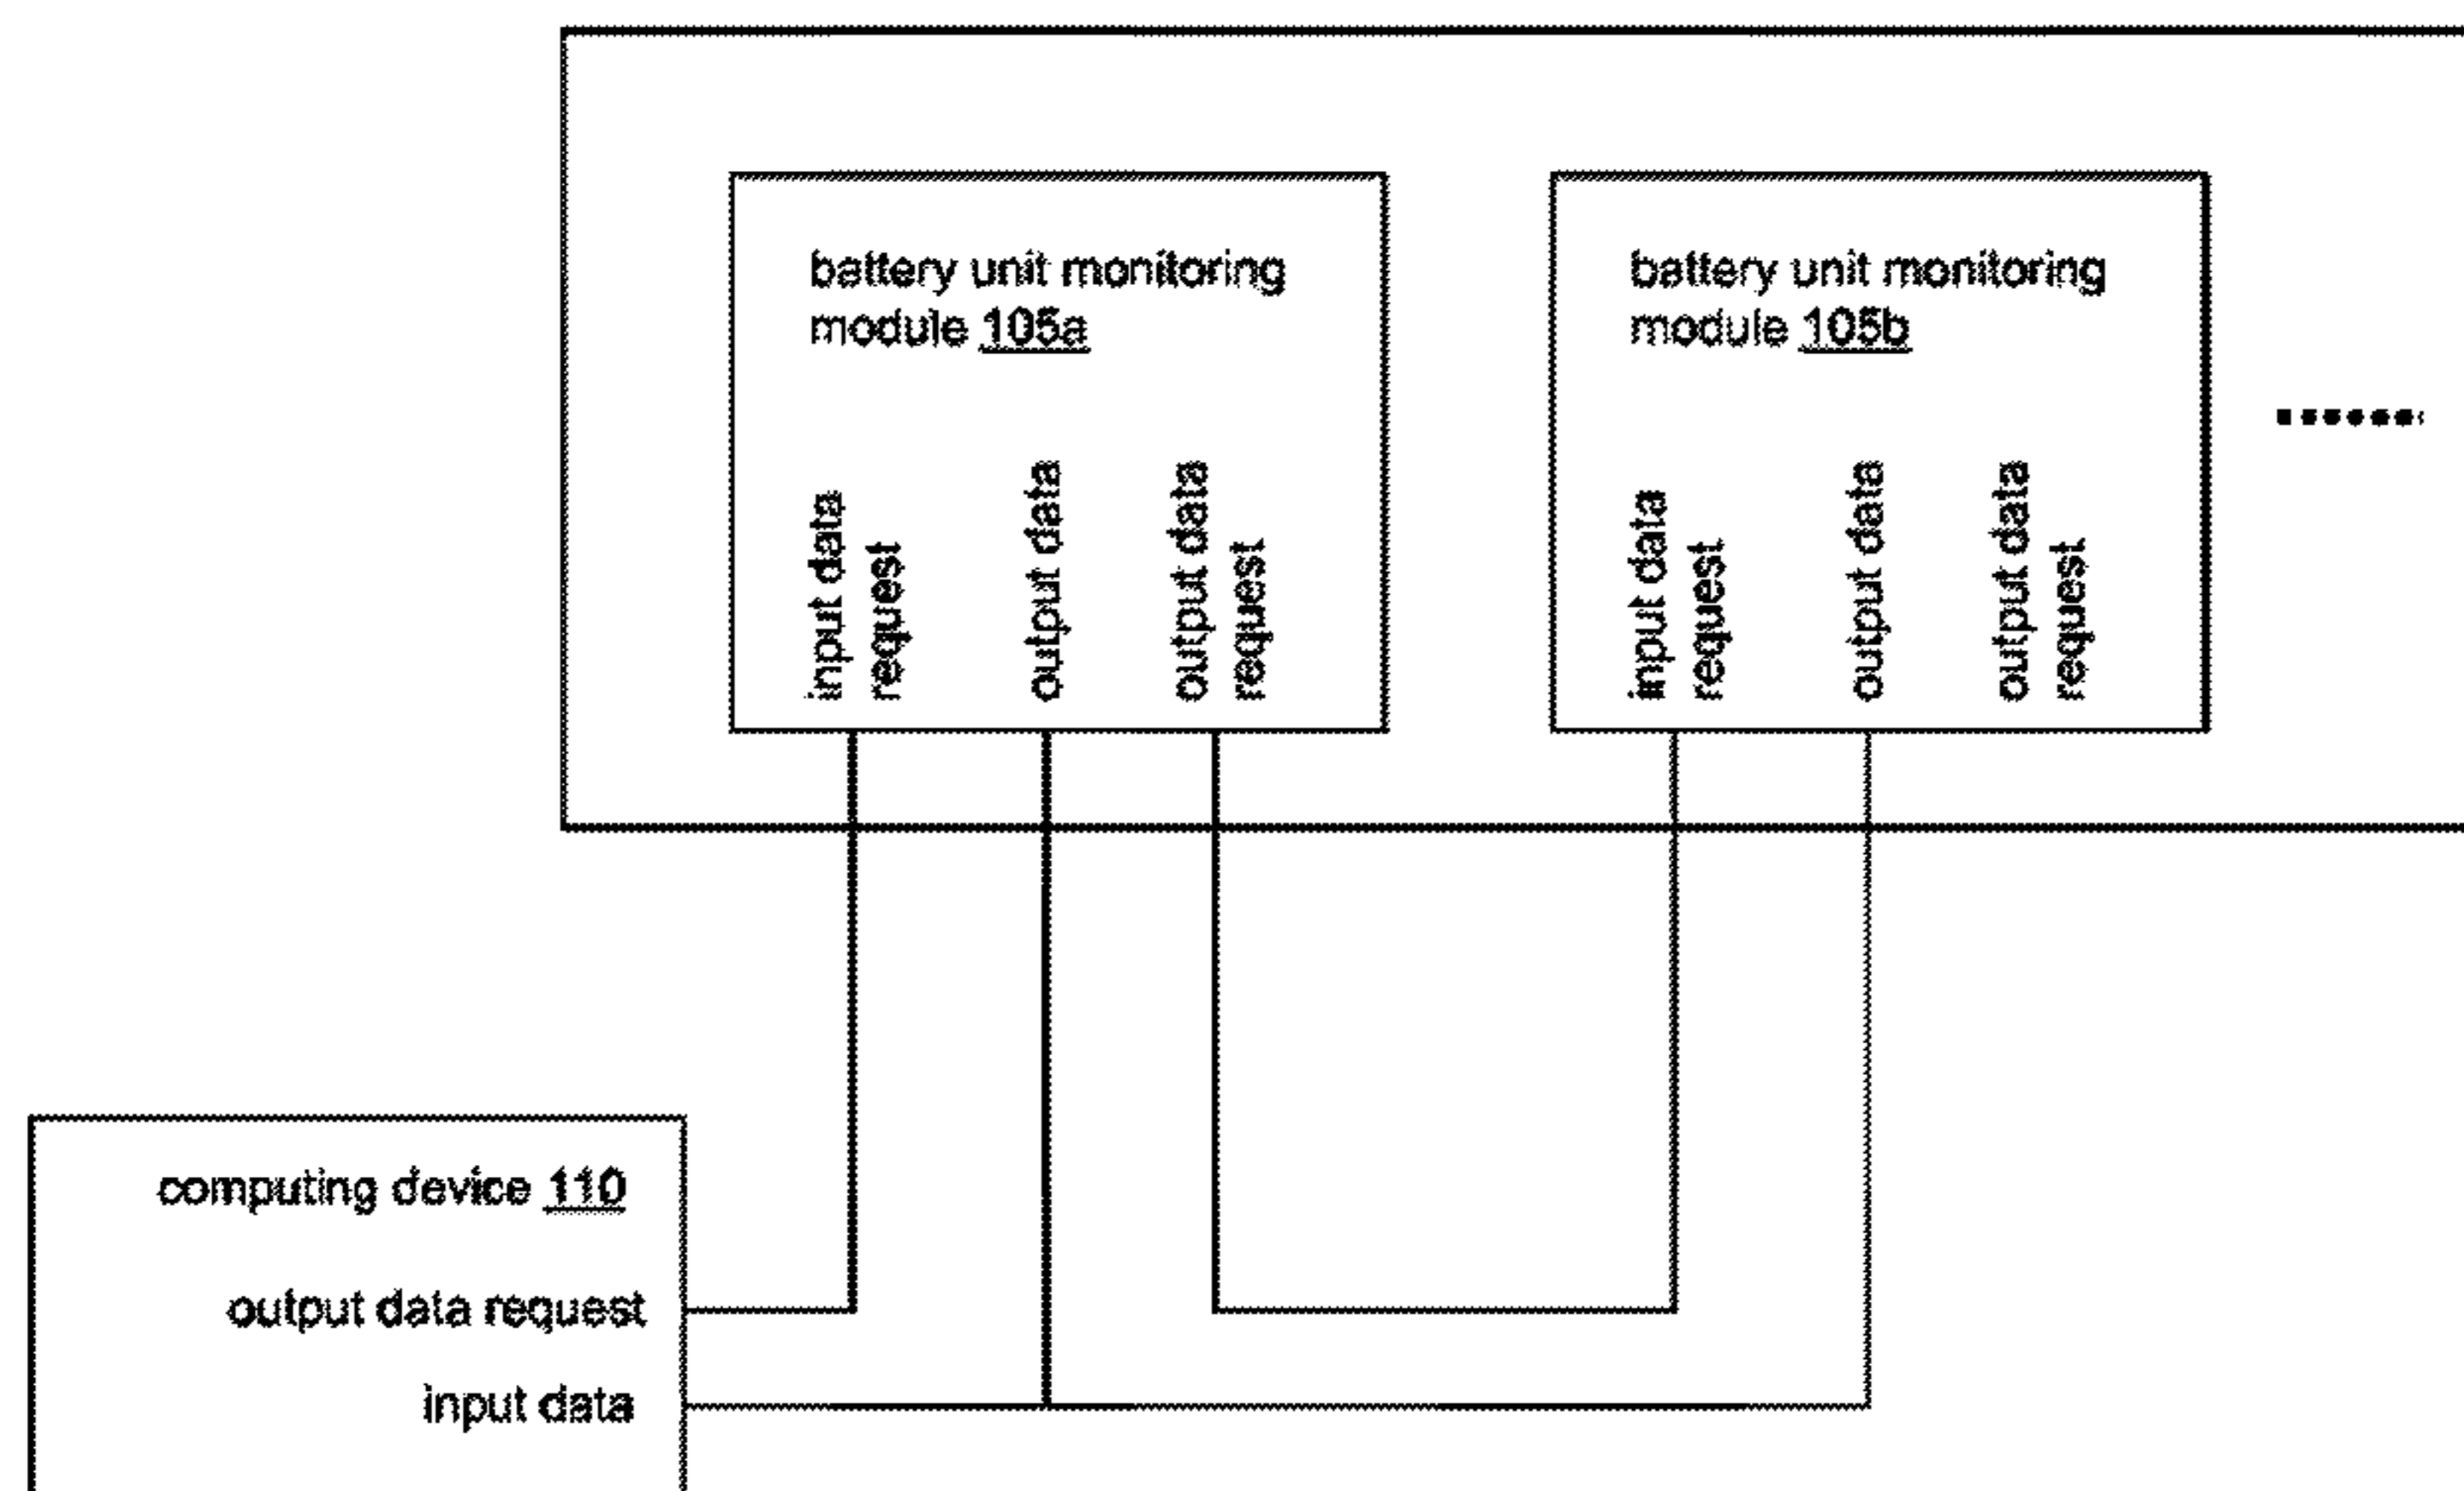 battery unit monitoring
module 105a
input data
request
output data
output data
request
battery unit monitoring
module 105b
input data
request
output data
output data
request
computing device 110
output data request
input data